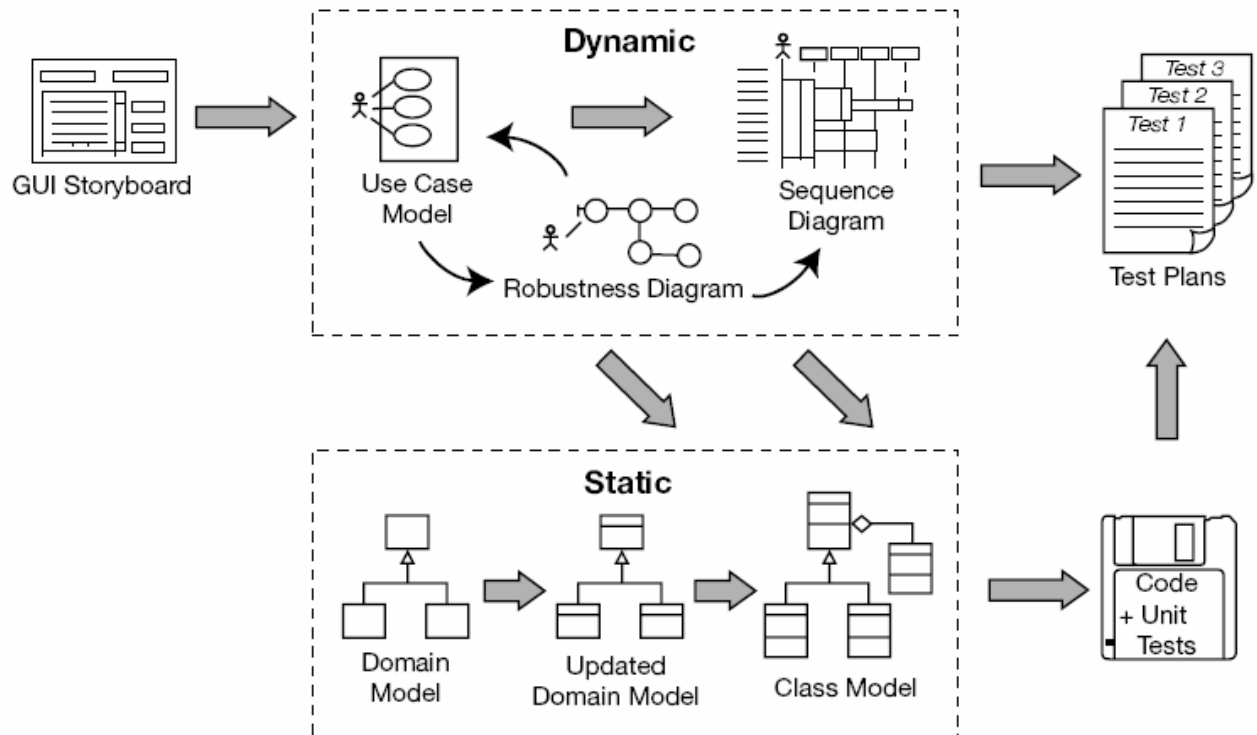 Dynamic
GUI Storyboard
Use Case
Model
Robustness Diagram
Sequence
Diagram
Test 3
Test 2
Test 1
Test Plans
Static
Domain
Model
Updated
Domain Model
Class Model
Code
+ Unit
Tests